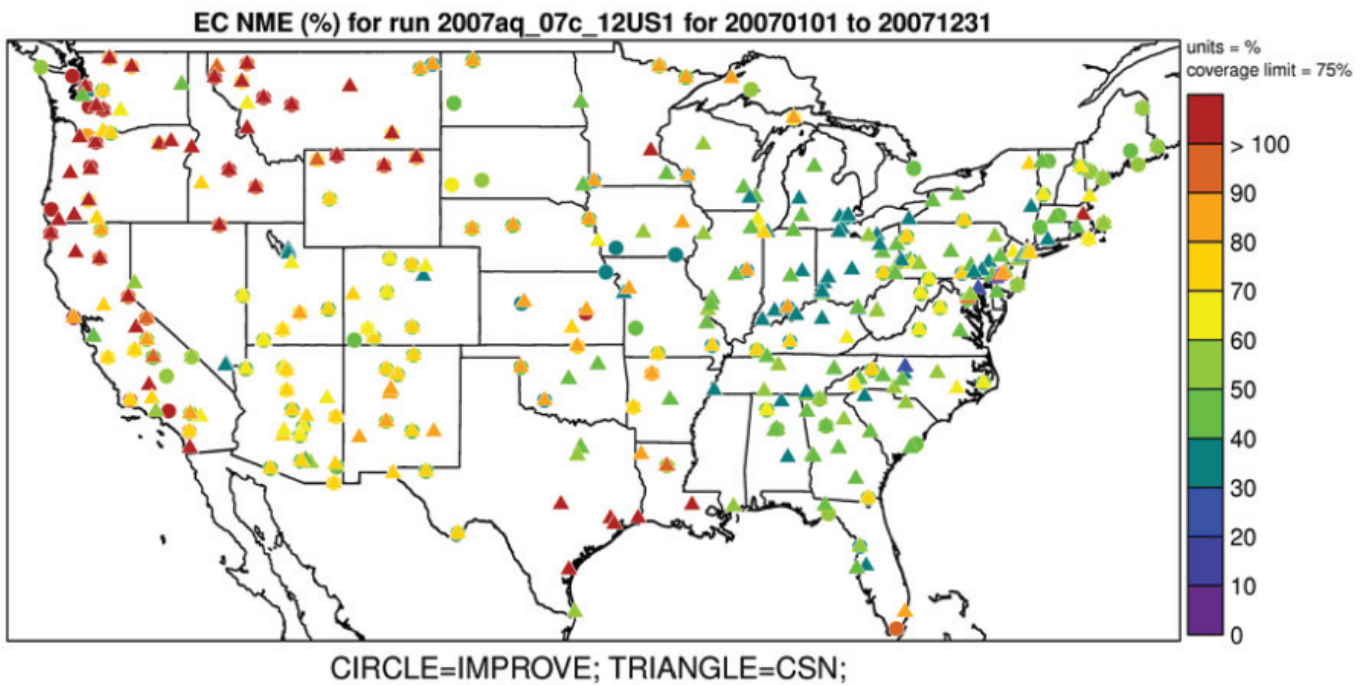 EC NME (%) for run 2007aq_07c_12US1 for 20070101 to 20071231
units = %
coverage limit = 75%
> 100
90
80
70
60
50
40
30
20
10
0
CIRCLE=IMPROVE; TRIANGLE=CSN;